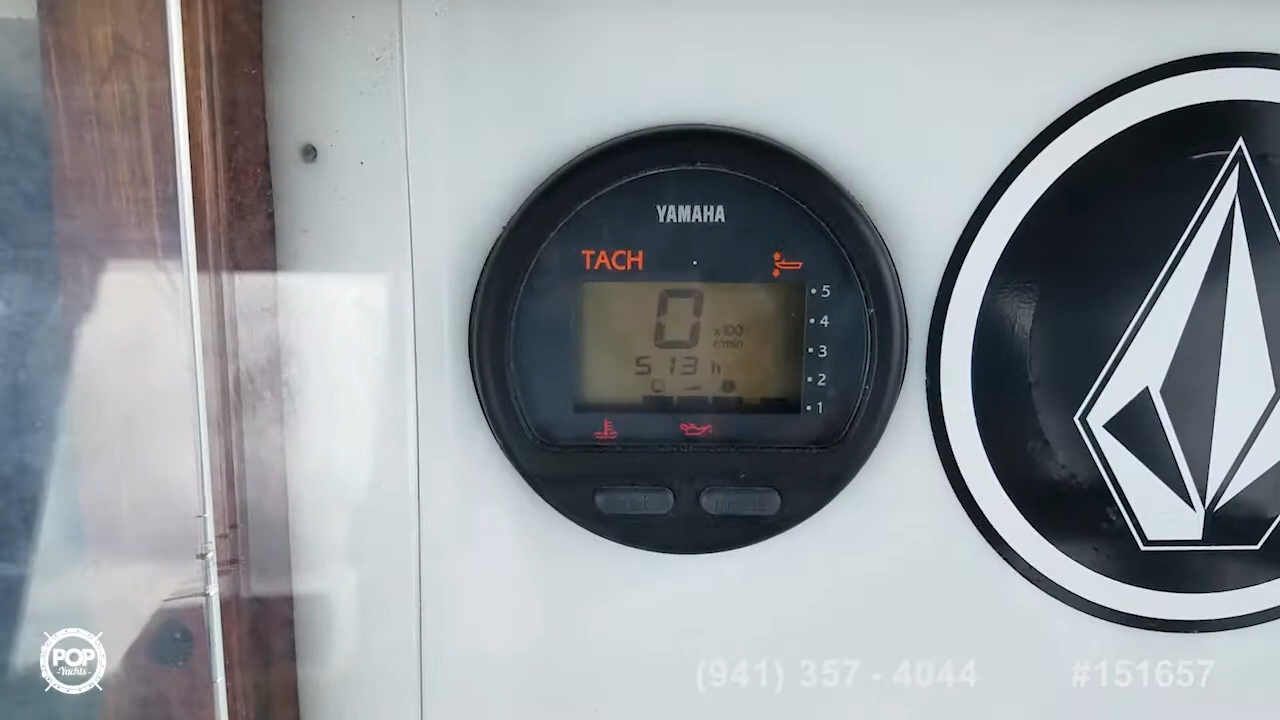 YAMAHA
TACH
5
0 x100 r/min
4
3
513 h
2
1
POP
Yachts
(941) 357 - 4044 #151657